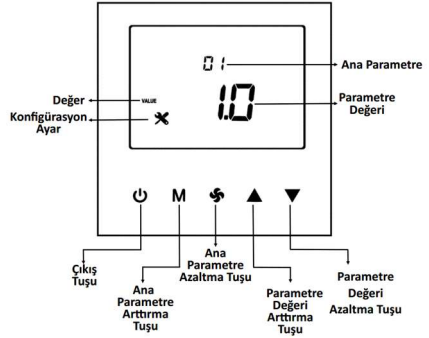 01
Ana Parametre
Değer
VALUE
1.0
Parametre
Değeri
Konfigürasyon
Ayar
M
Çıkış
Tuşu
Ana
Parametre
Arttırma
Tuşu
Ana
Parametre
Azaltma Tuşu
Parametre
Değeri
Arttırma
Tuşu
Parametre
Değeri
Azaltma Tuşu